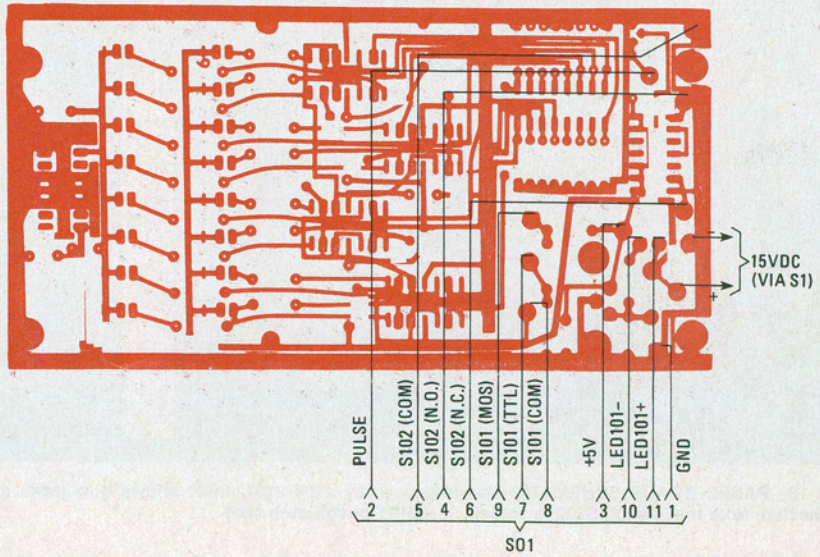 −
15VDC
(VIA S1)
+
PULSE
S102 (COM)
S102 (N.O.)
S102 (N.C.)
S101 (MOS)
S101 (TTL)
S101 (COM)
+5V
LED101−
LED101+
GND
2 5 4 6 9 7 8 3 10 11 1
SO1